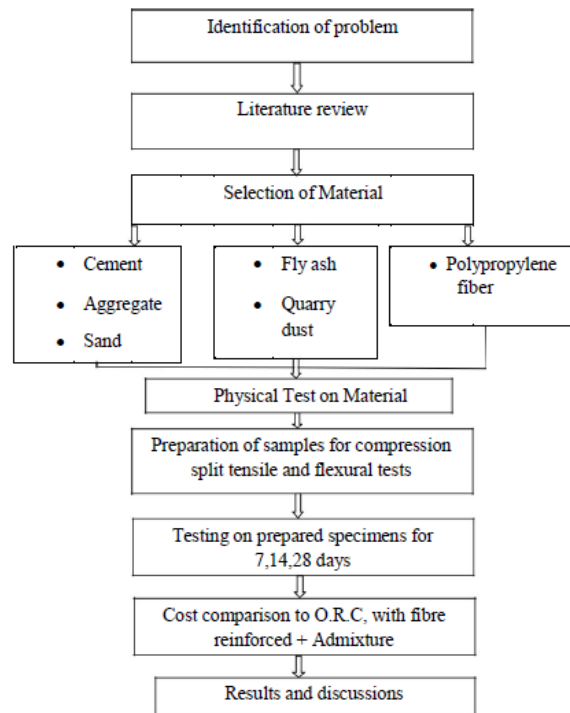 Identification of problem
Literature review
Selection of Material
• Cement
• Aggregate
• Sand
• Fly ash
• Quarry
dust
• Polypropylene
fiber
Physical Test on Material
Preparation of samples for compression
split tensile and flexural tests
Testing on prepared specimens for
7,14,28 days
Cost comparison to O.R.C, with fibre
reinforced + Admixture
Results and discussions